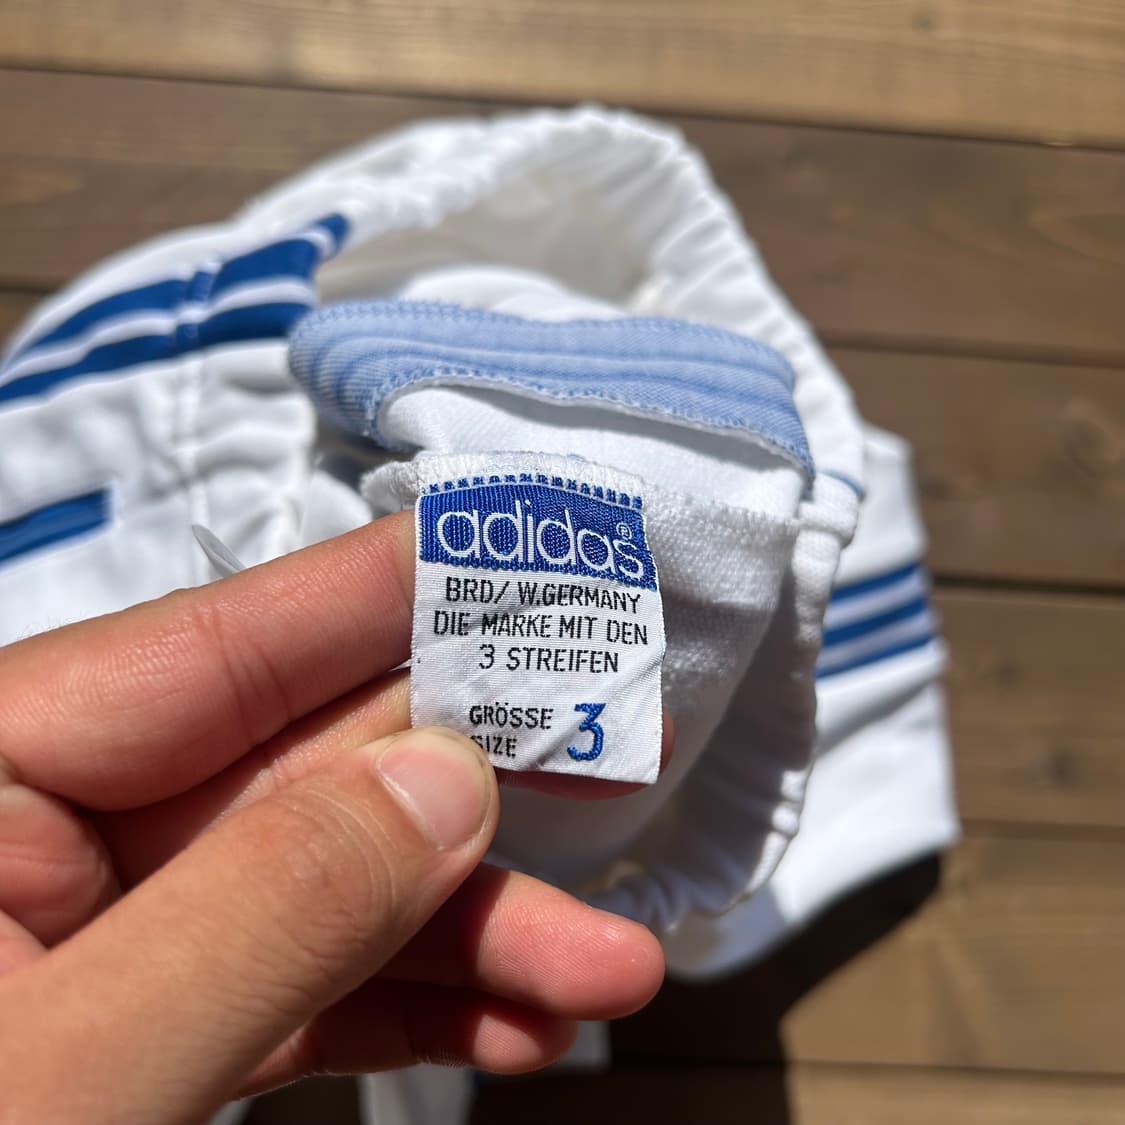 adidas®
BRD/ W.GERMANY
DIE MARKE MIT DEN
3 STREIFEN
GRÖSSE 3
SIZE